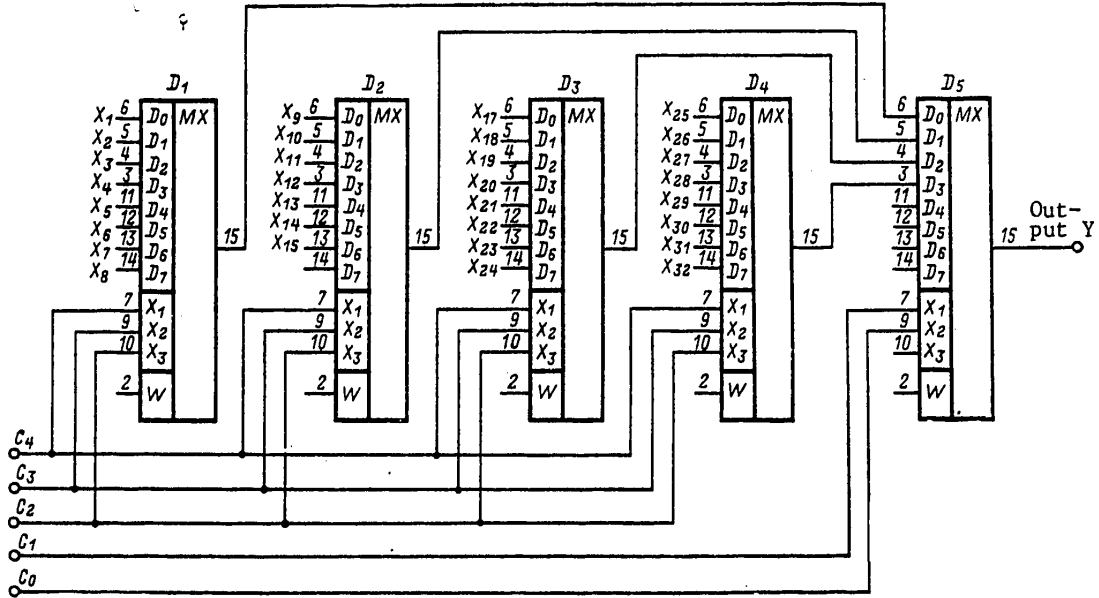 D1 D2 D3 D4 D5
X1 6 D0 MX
X2 5 D1
X3 4 D2
X4 3 D3
X5 11 D4
X6 12 D5
X7 13 D6
X8 14 D7
15
7 X1
9 X2
10 X3
2 W
X9 6 D0 MX
X10 5 D1
X11 4 D2
X12 3 D3
X13 11 D4
X14 12 D5
X15 13 D6
14 D7
15
7 X1
9 X2
10 X3
2 W
X17 6 D0 MX
X18 5 D1
X19 4 D2
X20 3 D3
X21 11 D4
X22 12 D5
X23 13 D6
X24 14 D7
15
7 X1
9 X2
10 X3
2 W
X25 6 D0 MX
X26 5 D1
X27 4 D2
X28 3 D3
X29 11 D4
X30 12 D5
X31 13 D6
X32 14 D7
15
7 X1
9 X2
10 X3
2 W
6 D0 MX
5 D1
4 D2
3 D3
11 D4
12 D5
13 D6
14 D7
15
7 X1
9 X2
10 X3
2 W
Out-
put Y
C4
C3
C2
C1
C0